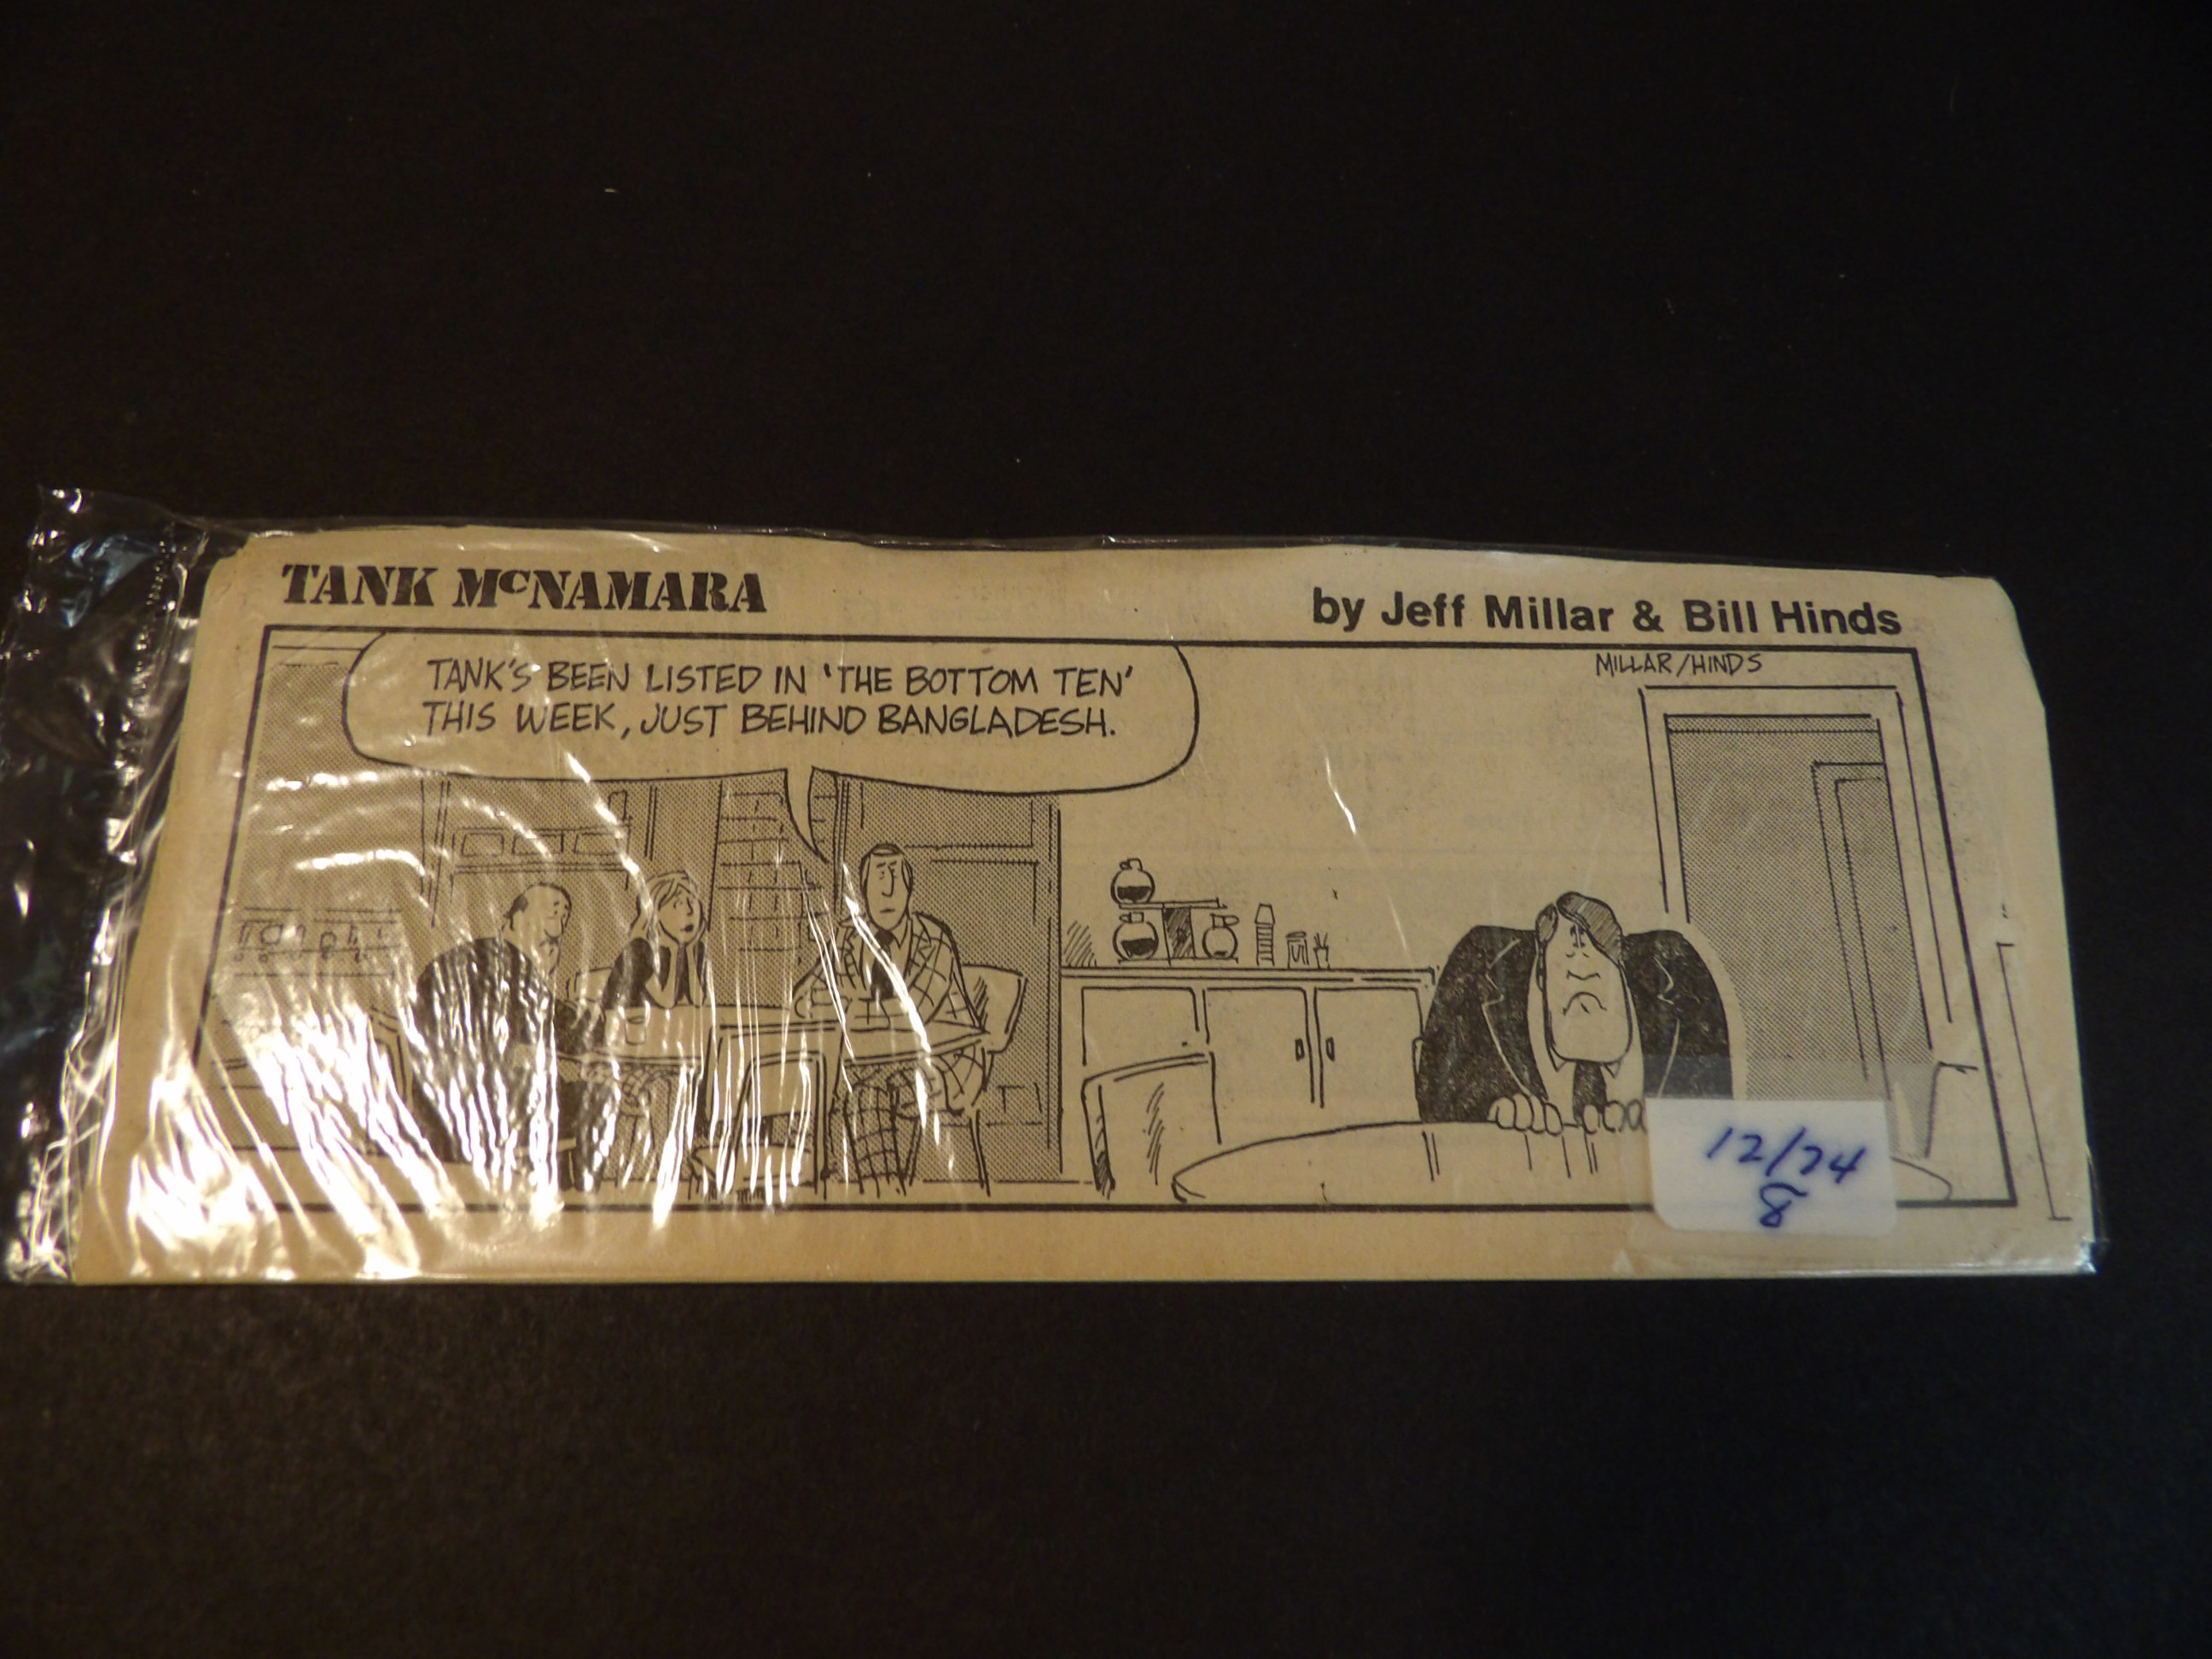 TANK McNAMARA
by Jeff Millar & Bill Hinds
TANK'S BEEN LISTED IN 'THE BOTTOM TEN'
THIS WEEK, JUST BEHIND BANGLADESH.
MILLAR/HINDS
12/74
8